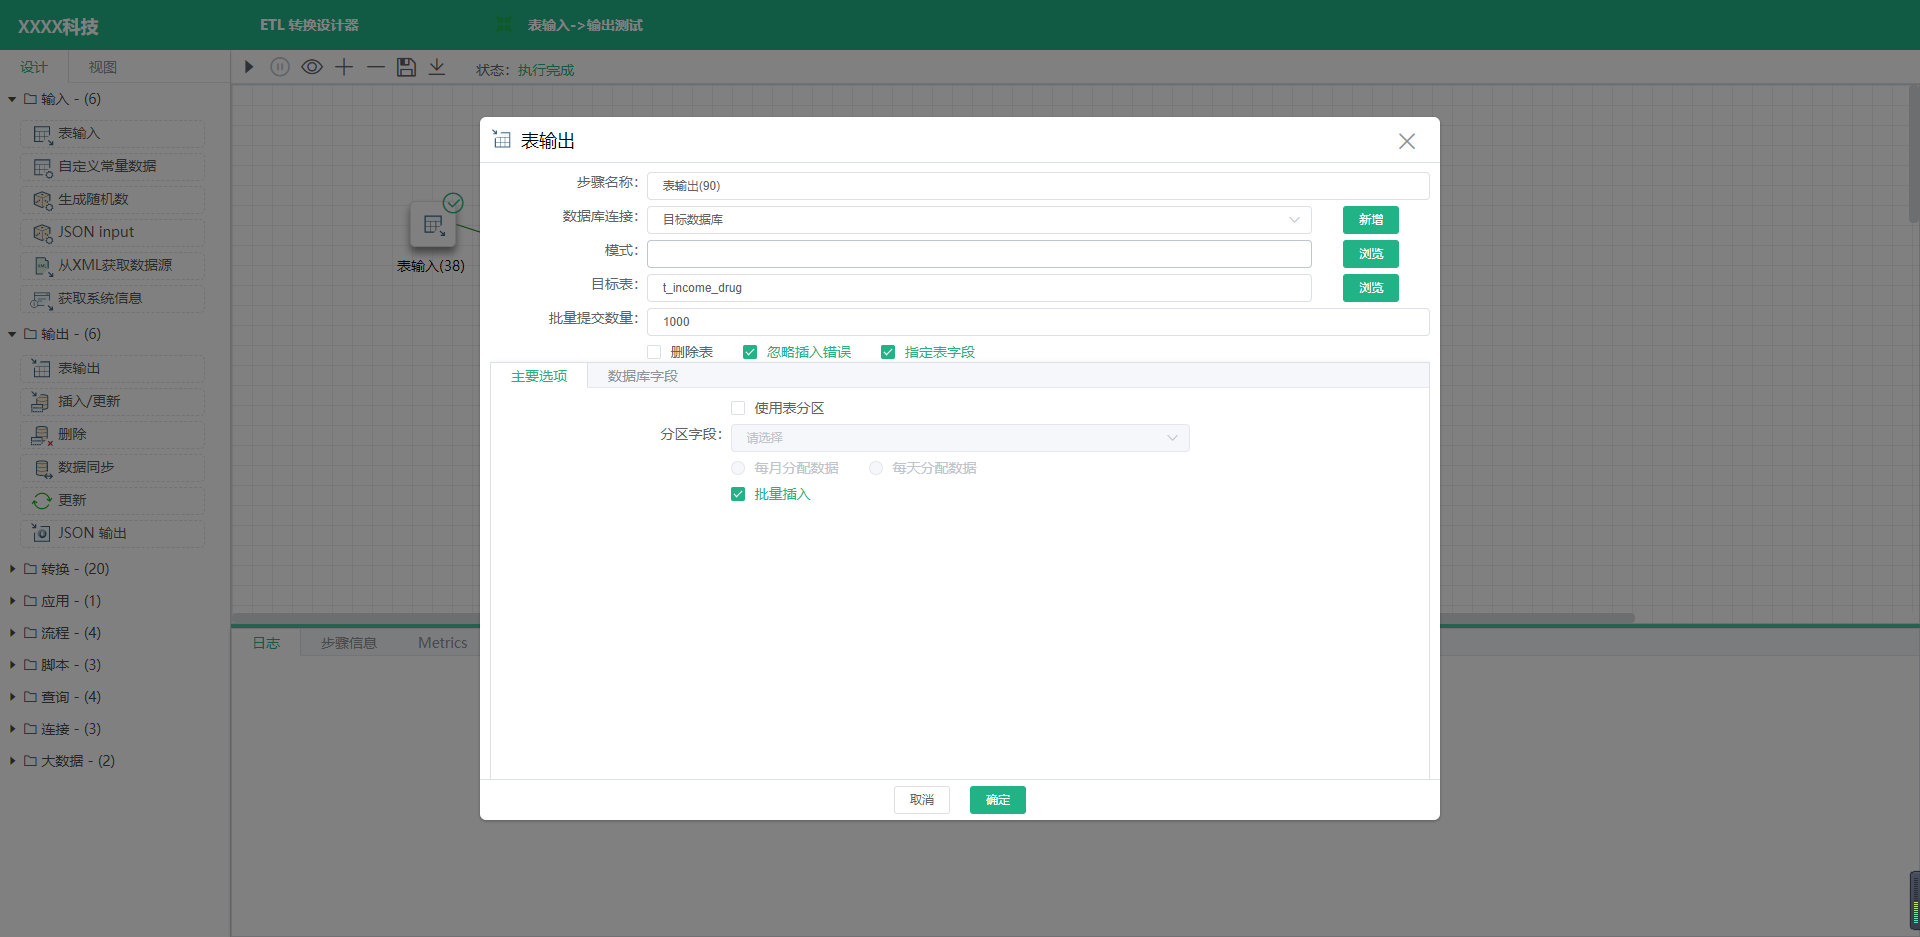 XXXX科技
ETL 转换设计器
表输入->输出测试
设计
视图
状态：执行完成
输入 - (6)
表输入
自定义常量数据
生成随机数
JSON input
从XML获取数据源
获取系统信息
输出 - (6)
表输出
插入/更新
删除
数据同步
更新
JSON 输出
转换 - (20)
应用 - (1)
流程 - (4)
脚本 - (3)
查询 - (4)
连接 - (3)
大数据 - (2)
表输入(38)
日志
步骤信息
Metrics
表输出
步骤名称：
表输出(90)
数据库连接：
目标数据库
新增
模式：
浏览
目标表：
t_income_drug
浏览
批量提交数量：
1000
删除表
忽略插入错误
指定表字段
主要选项
数据库字段
使用表分区
分区字段：
请选择
每月分配数据
每天分配数据
批量插入
取消
确定